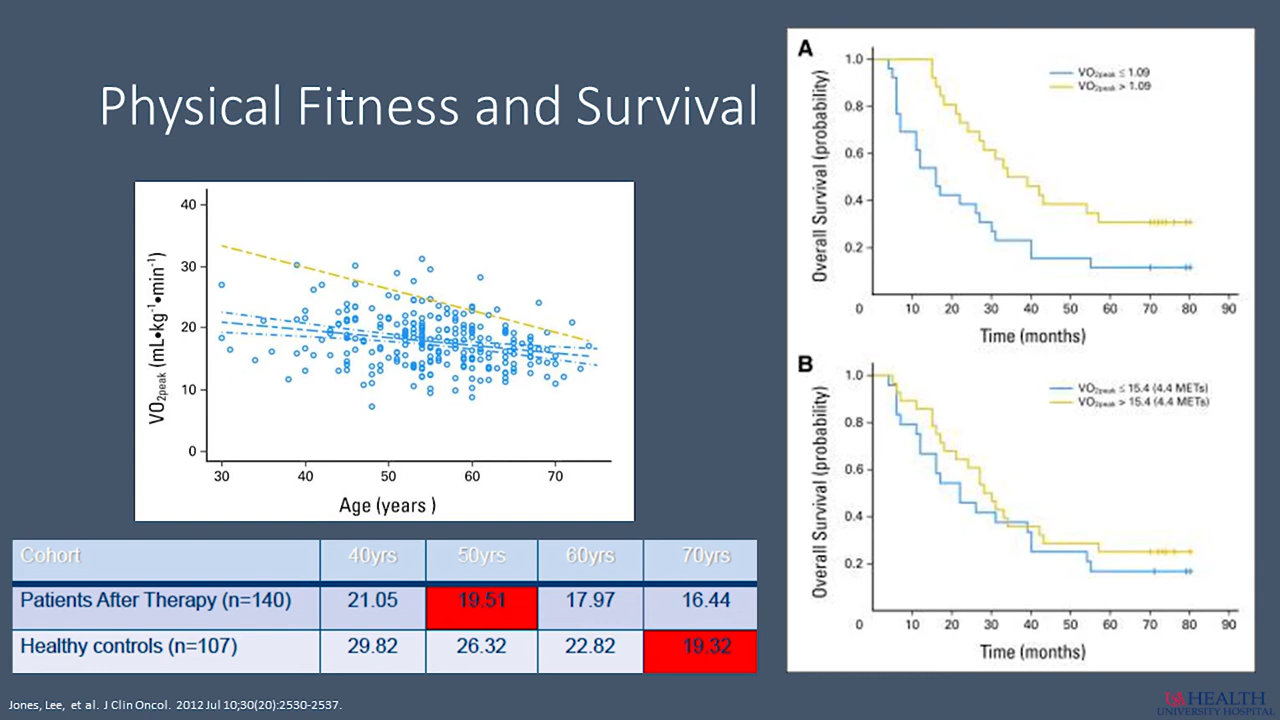 Physical Fitness and Survival
VO2peak (mL•kg-1•min-1)
40
30
20
10
0
30 40 50 60 70
Age (years )
Cohort 40yrs 50yrs 60yrs 70yrs
Patients After Therapy (n=140) 21.05 19.51 17.97 16.44
Healthy controls (n=107) 29.82 26.32 22.82 19.32
Jones, Lee, et al. J Clin Oncol. 2012 Jul 10;30(20):2530-2537.
A
Overall Survival (probability)
1.0
0.8
0.6
0.4
0.2
VO2peak ≤ 1.09
VO2peak > 1.09
0 10 20 30 40 50 60 70 80 90
Time (months)
B
Overall Survival (probability)
1.0
0.8
0.6
0.4
0.2
VO2peak ≤ 15.4 (4.4 METs)
VO2peak > 15.4 (4.4 METs)
0 10 20 30 40 50 60 70 80 90
Time (months)
HEALTH
UNIVERSITY HOSPITAL